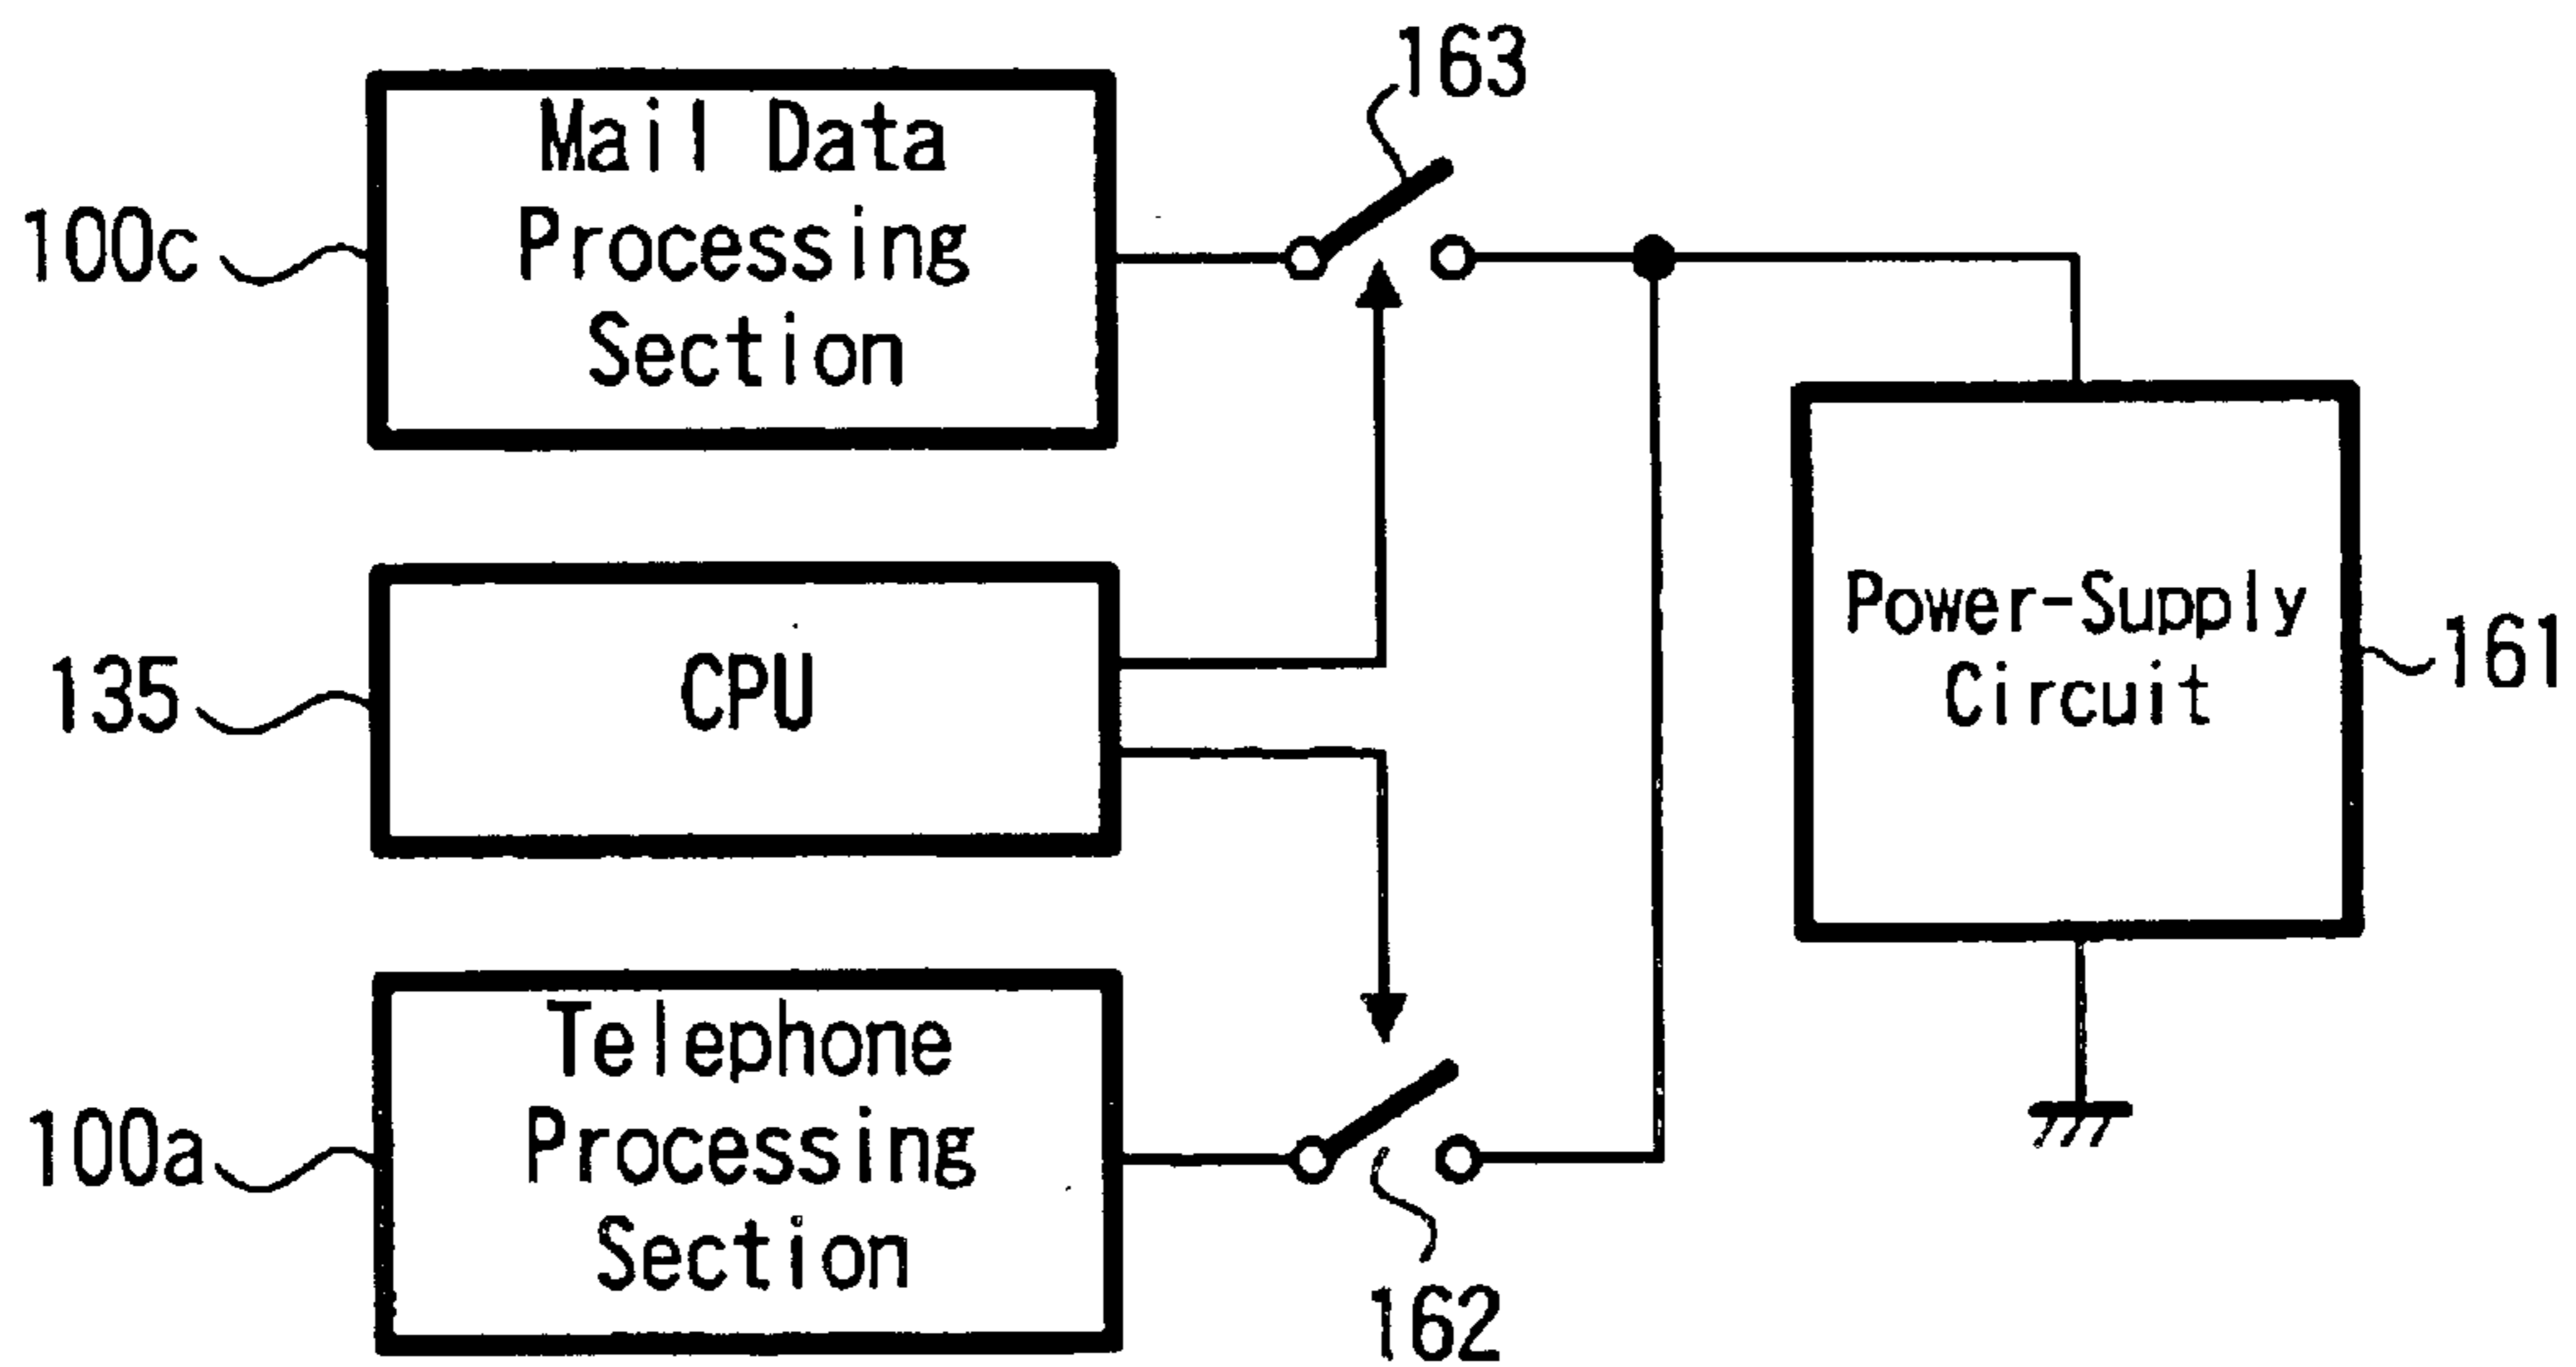 163
Mail Data
Processing
Section
100c
CPU
135
Power-Supply
Circuit
161
Telephone
Processing
Section
100a
162